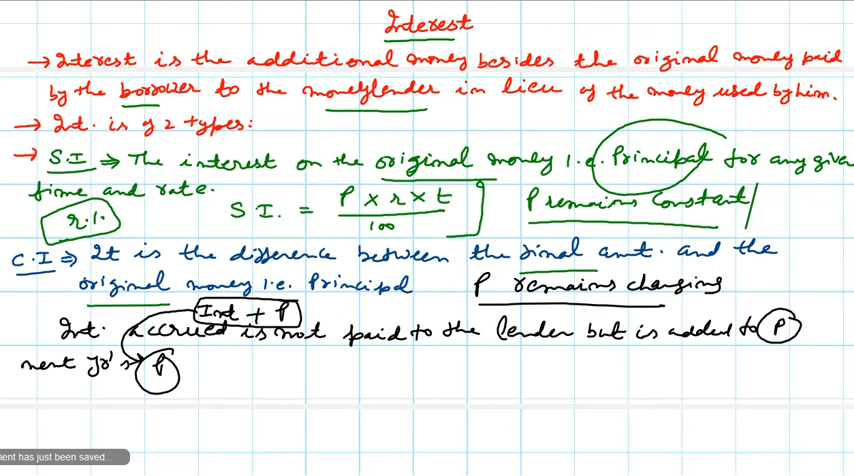 Interest
→ Interest is the additional money besides the original money paid
by the borrower to the moneylender in lieu of the money used by him.
→ Int. is of 2 types:
→ S.I ⇒ The interest on the original money i.e. Principal for any given
time and rate.
S.I. = P × r × t / 100
P remains constant
r.%
C.I ⇒ It is the difference between the final amt. and the
original money i.e. Principal
P remains changing
Int + P
Int. accrued is not paid to the lender but is added to P
next yr's → P
ment has just been saved...